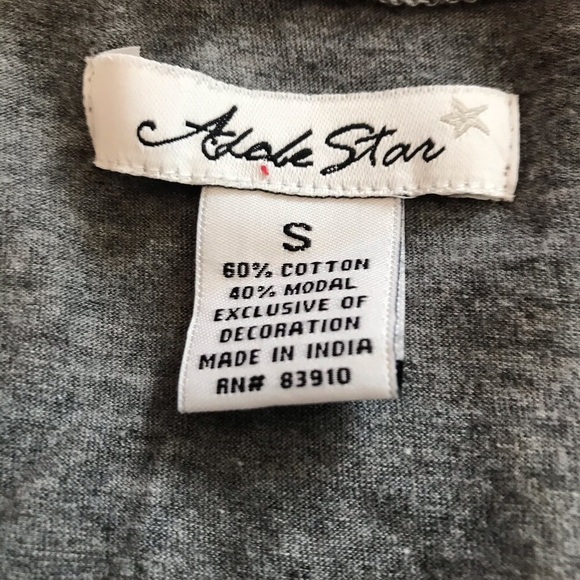 Adobe Star
S
60% COTTON
40% MODAL
EXCLUSIVE OF
DECORATION
MADE IN INDIA
RN# 83910